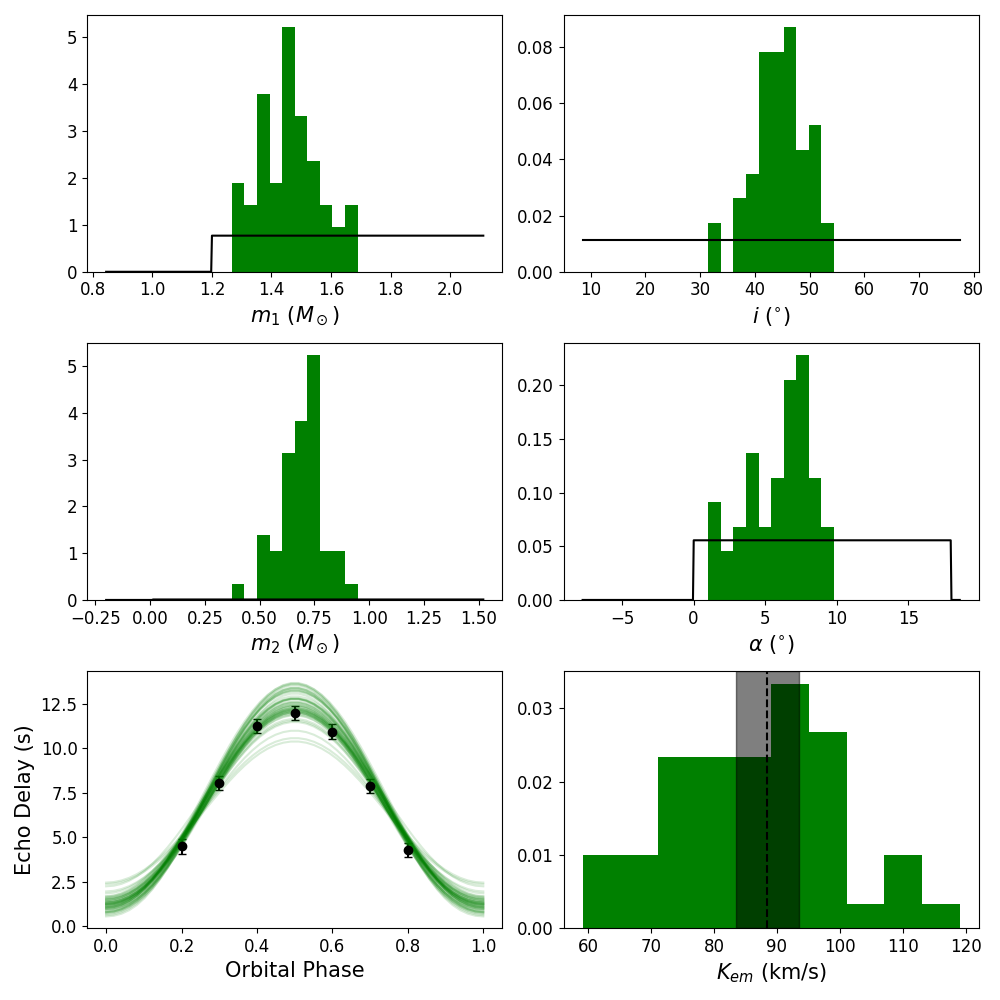 5
4
3
2
1
0
0.8 1.0 1.2 1.4 1.6 1.8 2.0
m₁ (M⊙)
0.08
0.06
0.04
0.02
0.00
10 20 30 40 50 60 70 80
i (°)
5
4
3
2
1
0
−0.25 0.00 0.25 0.50 0.75 1.00 1.25 1.50
m₂ (M⊙)
0.20
0.15
0.10
0.05
0.00
−5 0 5 10 15
α (°)
12.5
10.0
7.5
5.0
2.5
0.0
Echo Delay (s)
0.0 0.2 0.4 0.6 0.8 1.0
Orbital Phase
0.03
0.02
0.01
0.00
60 70 80 90 100 110 120
Kem (km/s)